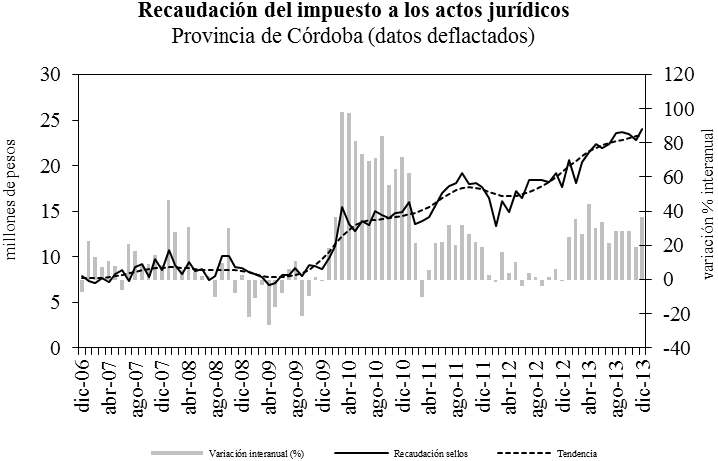 Recaudación del impuesto a los actos jurídicos
Provincia de Córdoba (datos deflactados)
millones de pesos
30
25
20
15
10
5
0
120
100
80
60
40
20
0
-20
-40
variación % interanual
dic-06
abr-07
ago-07
dic-07
abr-08
ago-08
dic-08
abr-09
ago-09
dic-09
abr-10
ago-10
dic-10
abr-11
ago-11
dic-11
abr-12
ago-12
dic-12
abr-13
ago-13
dic-13
Variación interanual (%)
Recaudación sellos
Tendencia